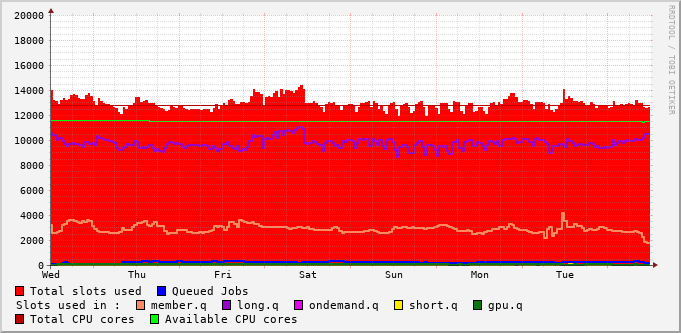 20000
18000
16000
14000
12000
10000
8000
6000
4000
2000
0
Wed Thu Fri Sat Sun Mon Tue
RRDTOOL / TOBI OETIKER
Total slots used Queued Jobs
Slots used in : member.q long.q ondemand.q short.q gpu.q
Total CPU cores Available CPU cores